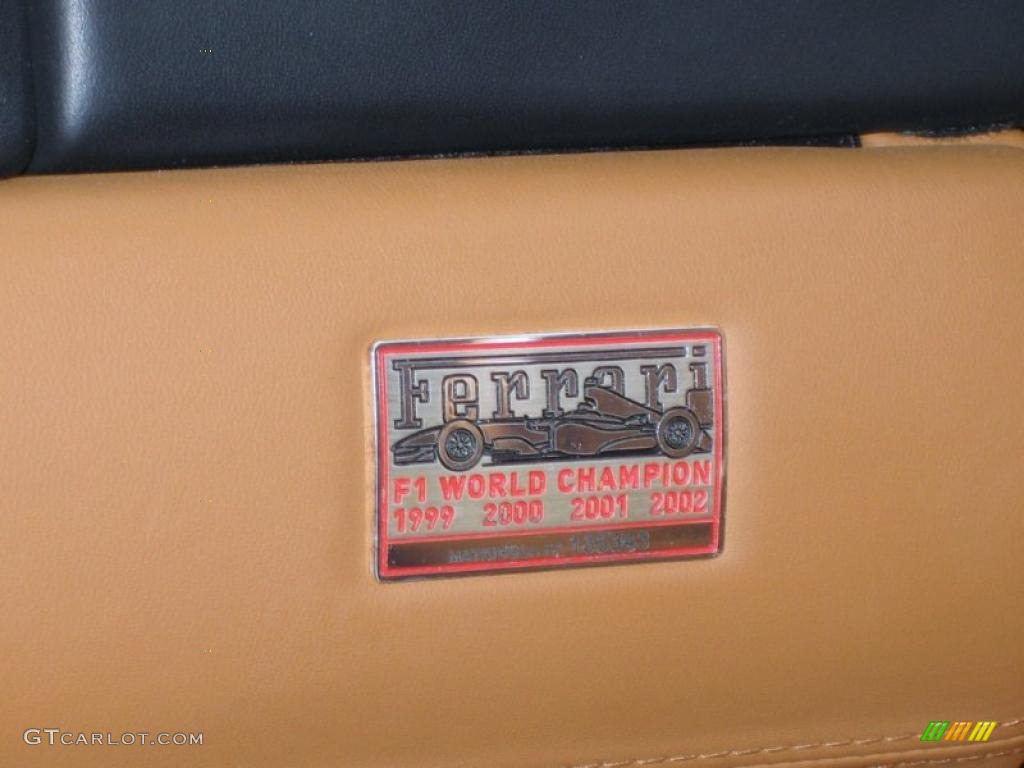 Ferrari
F1 WORLD CHAMPION
1999 2000 2001 2002
GTCARLOT.COM